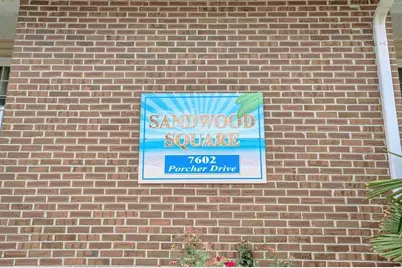 SANDWOOD
SQUARE
7602
Porcher Drive